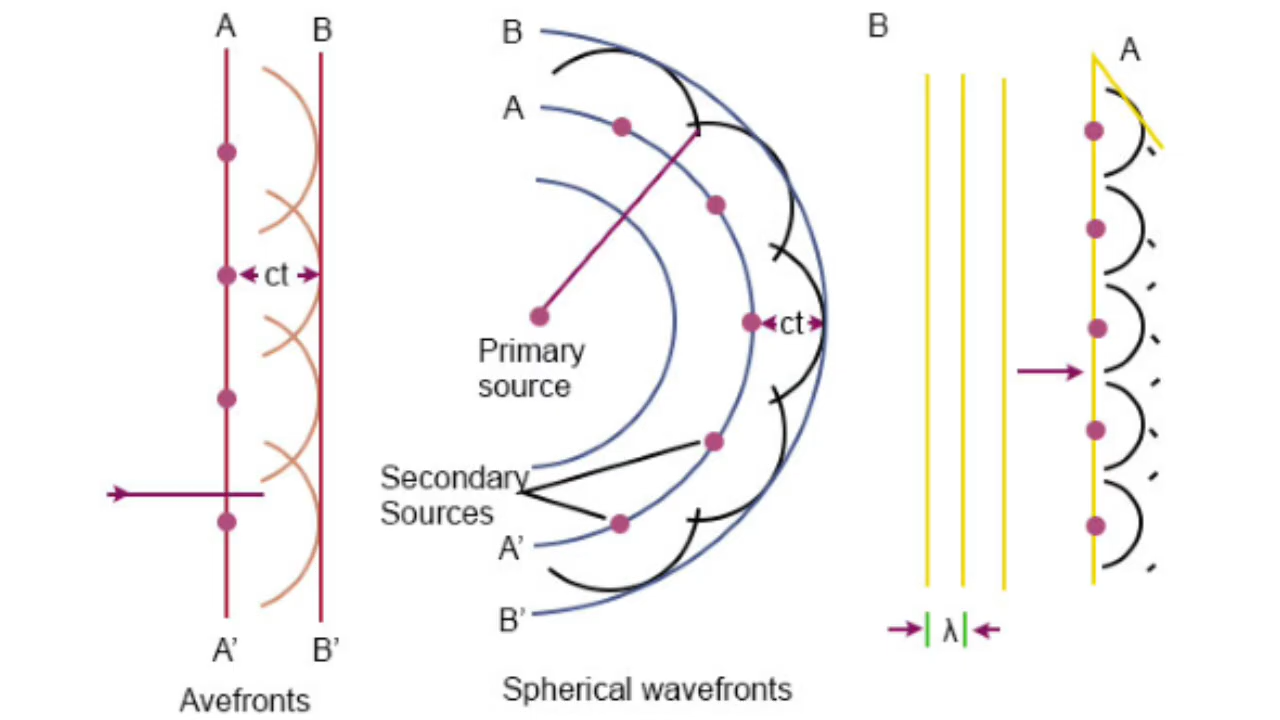 A
B
ct
A'
B'
Avefronts
B
A
Primary
source
ct
Secondary
Sources
A'
B'
Spherical wavefronts
B
A
λ